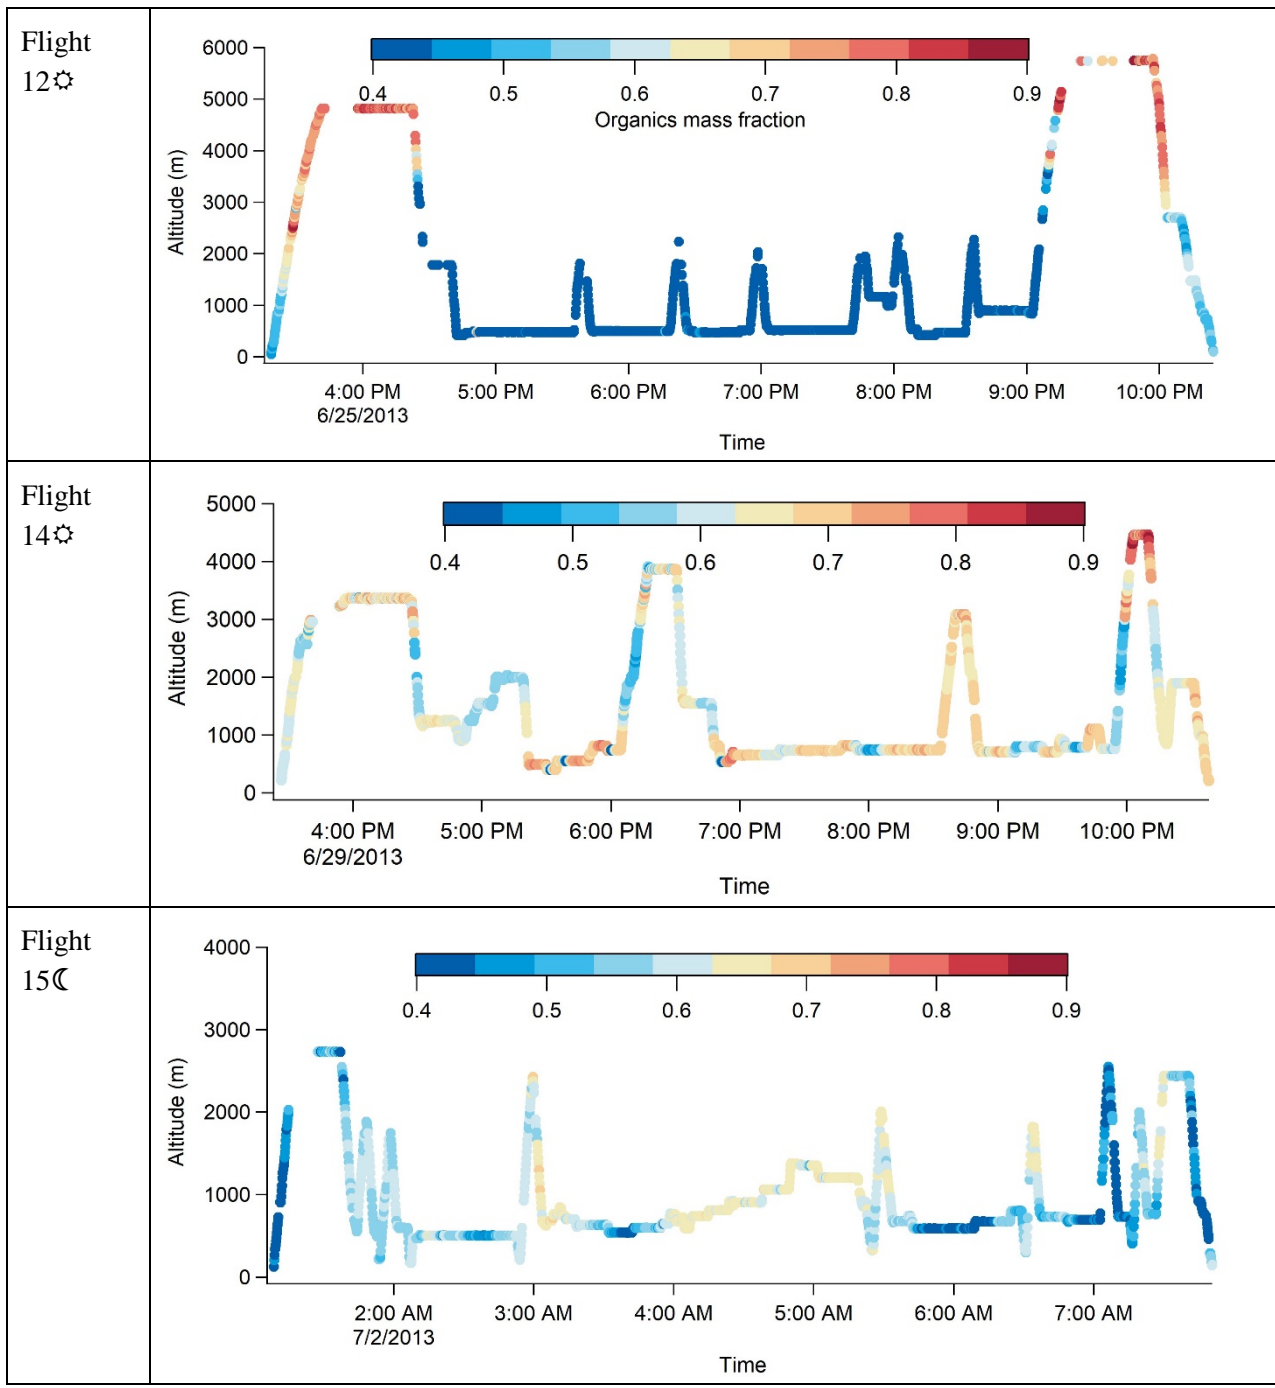 Flight
12☼
6000
5000
4000
3000
2000
1000
0
Altitude (m)
0.4 0.5 0.6 0.7 0.8 0.9
Organics mass fraction
4:00 PM 5:00 PM 6:00 PM 7:00 PM 8:00 PM 9:00 PM 10:00 PM
6/25/2013
Time
Flight
14☼
5000
4000
3000
2000
1000
0
Altitude (m)
0.4 0.5 0.6 0.7 0.8 0.9
4:00 PM 5:00 PM 6:00 PM 7:00 PM 8:00 PM 9:00 PM 10:00 PM
6/29/2013
Time
Flight
15☾
4000
3000
2000
1000
0
Altitude (m)
0.4 0.5 0.6 0.7 0.8 0.9
2:00 AM 3:00 AM 4:00 AM 5:00 AM 6:00 AM 7:00 AM
7/2/2013
Time